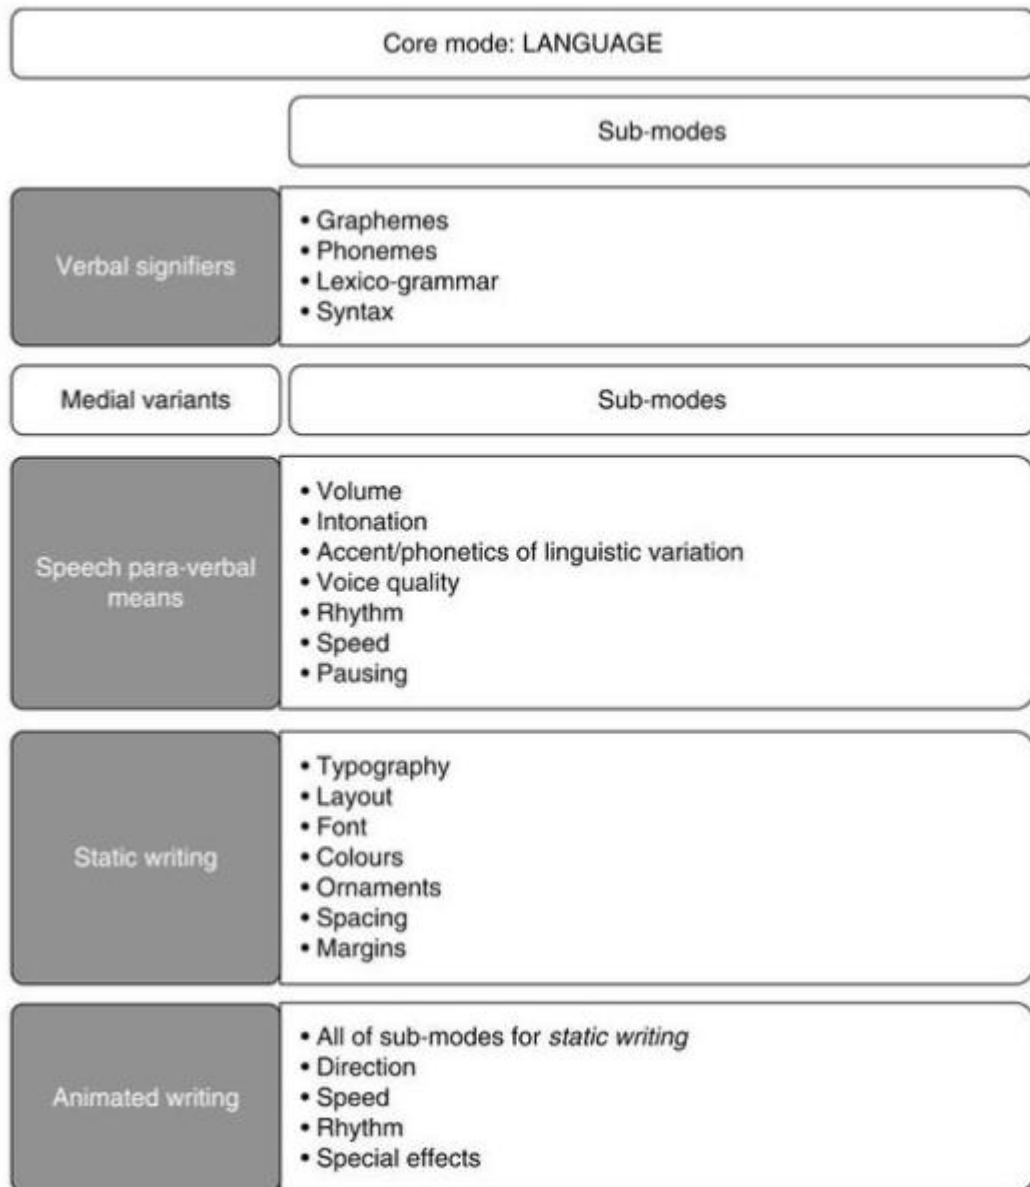 Core mode: LANGUAGE
Sub-modes
Verbal signifiers
• Graphemes
• Phonemes
• Lexico-grammar
• Syntax
Medial variants
Sub-modes
Speech para-verbal
means
• Volume
• Intonation
• Accent/phonetics of linguistic variation
• Voice quality
• Rhythm
• Speed
• Pausing
Static writing
• Typography
• Layout
• Font
• Colours
• Ornaments
• Spacing
• Margins
Animated writing
• All of sub-modes for static writing
• Direction
• Speed
• Rhythm
• Special effects